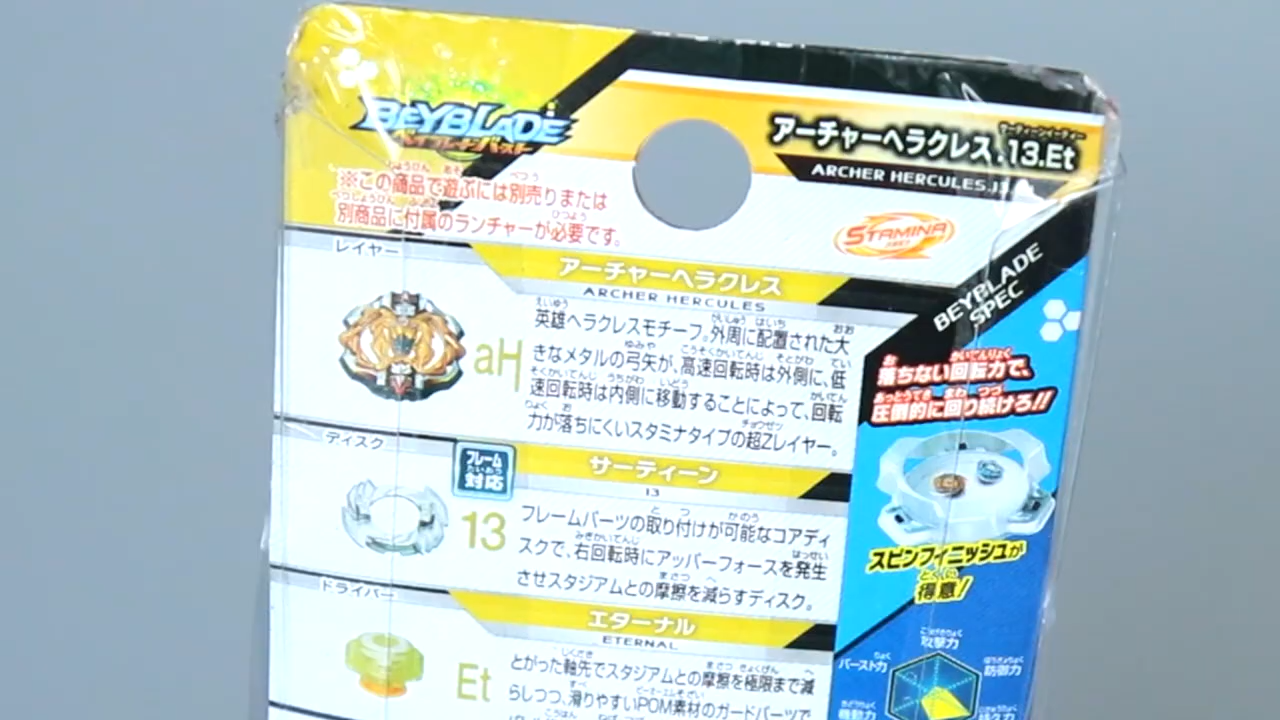 BEYBLADE
ベイブレードバースト
アーチャーヘラクレス.13.Et
ARCHER HERCULES.13.
※この商品で遊ぶには別売りまたは
別商品に付属のランチャーが必要です。
STAMINA
BEYBLADE
SPEC
レイヤー
アーチャーヘラクレス
ARCHER HERCULES
aH
英雄ヘラクレスモチーフ。外周に配置された大
きなメタルの弓矢が、高速回転時は外側に、低
速回転時は内側に移動することによって、回転
力が落ちにくいスタミナタイプの超Zレイヤー。
落ちない回転力で、
圧倒的に回り続けろ!!
ディスク
フレーム
対応
サーティーン
13
13
フレームパーツの取り付けが可能なコアディ
スクで、右回転時にアッパーフォースを発生
させスタジアムとの摩擦を減らすディスク。
スピンフィニッシュが
得意!
ドライバー
エターナル
ETERNAL
Et
とがった軸先でスタジアムとの摩擦を極限まで減
らしつつ、滑りやすいPOM素材のガードパーツで
攻撃力
バースト力
防御力
機動力
持久力